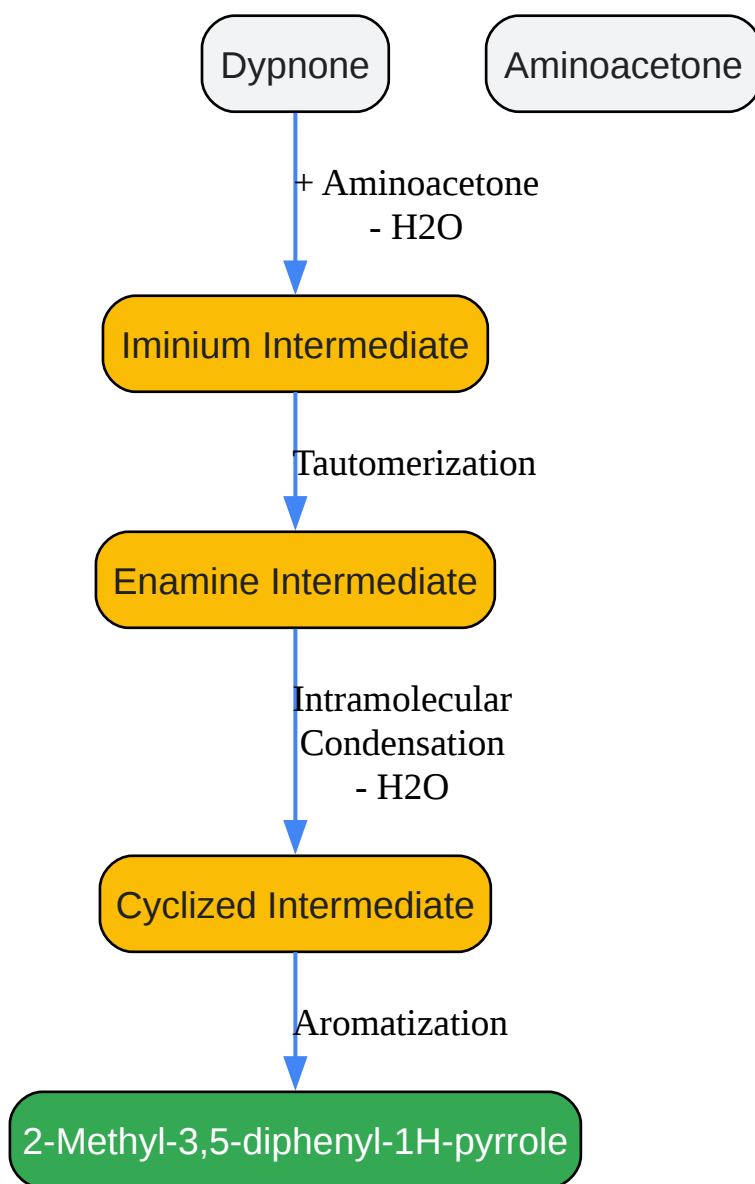 Dypnone
Aminoacetone
+ Aminoacetone
- H2O
Iminium Intermediate
Tautomerization
Enamine Intermediate
Intramolecular
Condensation
- H2O
Cyclized Intermediate
Aromatization
2-Methyl-3,5-diphenyl-1H-pyrrole